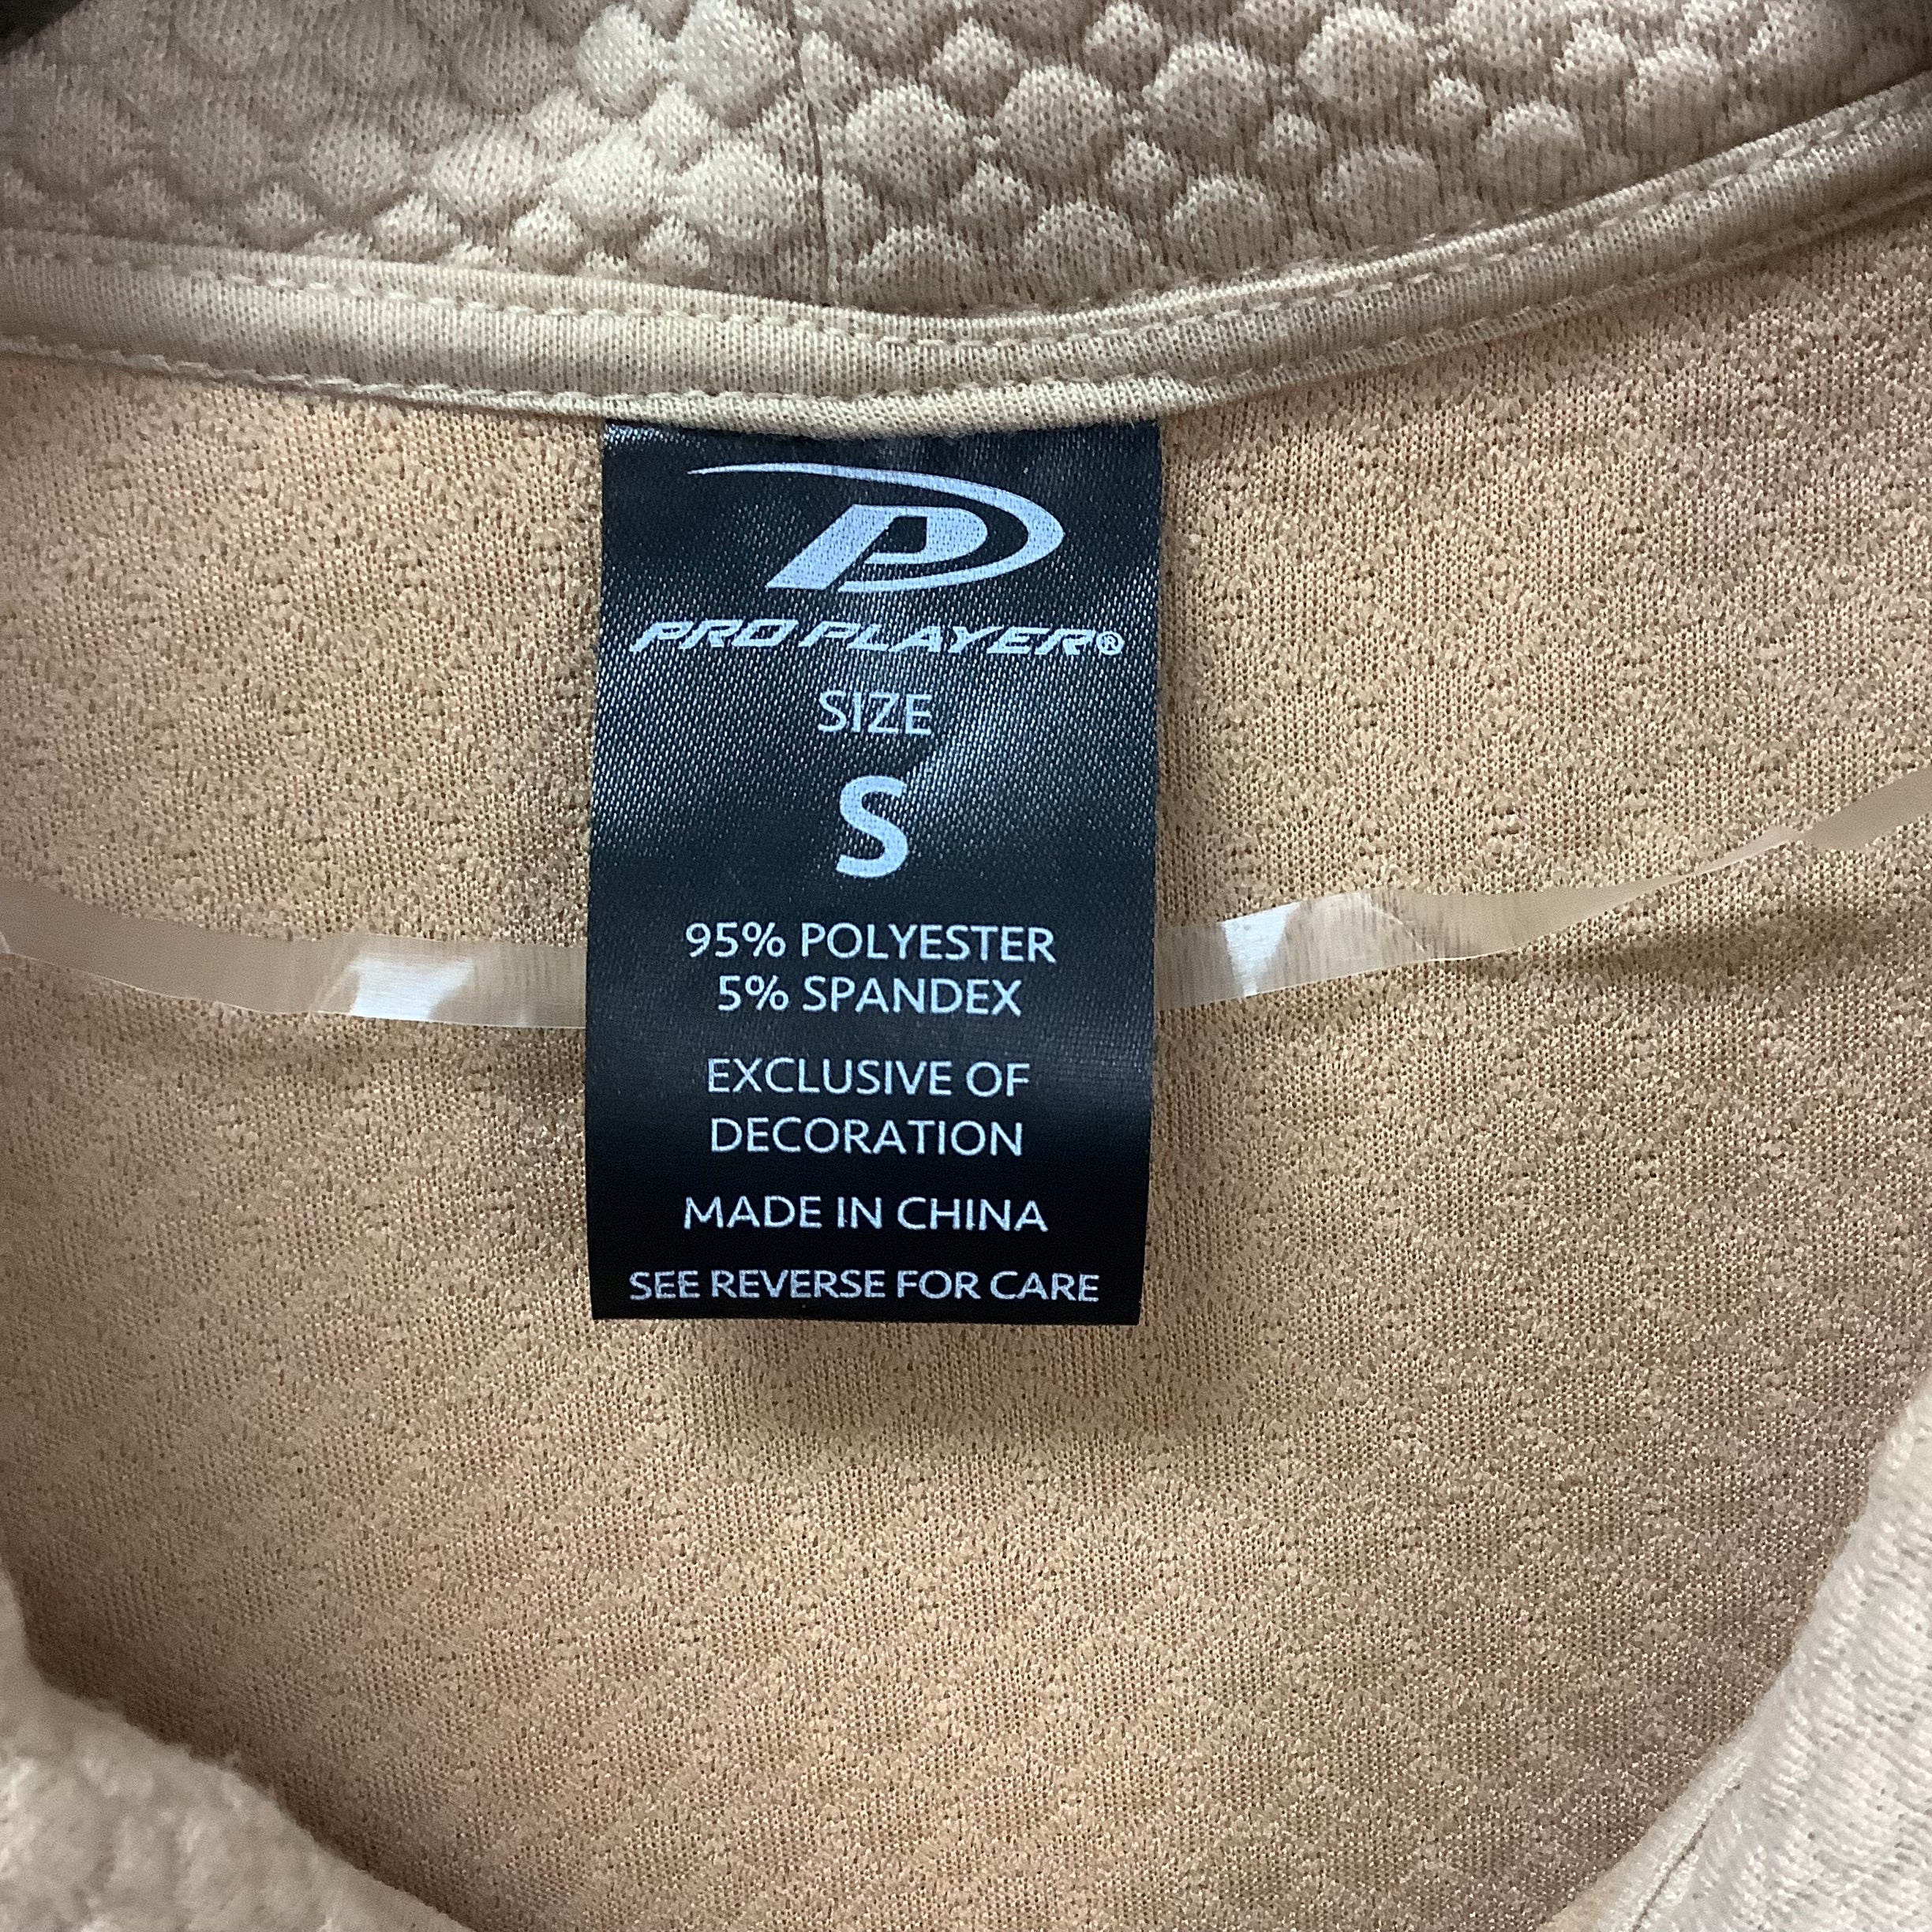 P
PRO PLAYER®
SIZE
S
95% POLYESTER
5% SPANDEX
EXCLUSIVE OF
DECORATION
MADE IN CHINA
SEE REVERSE FOR CARE